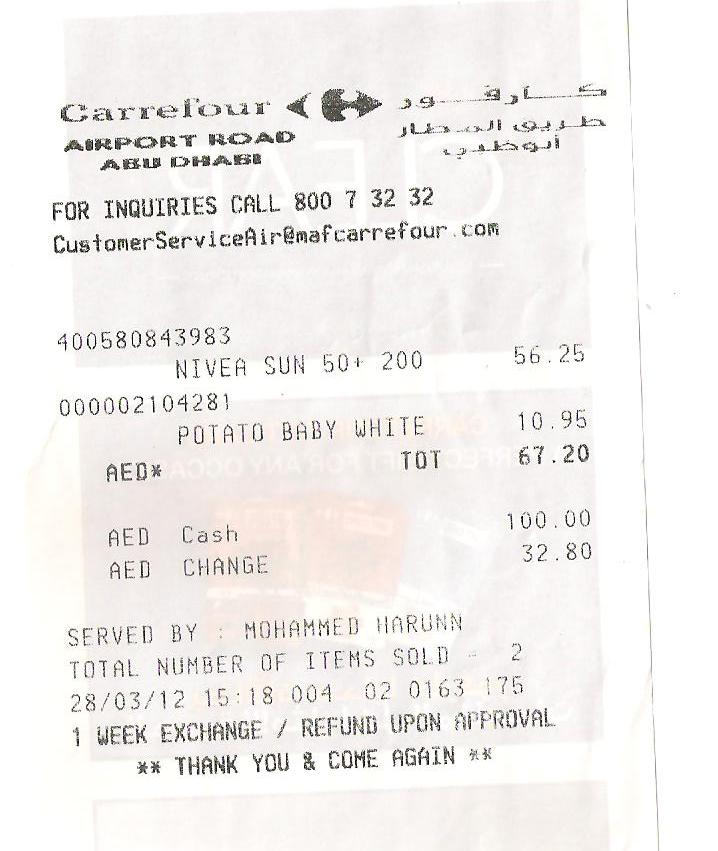 Carrefour كارفور
AIRPORT ROAD طريق المطار
ABU DHABI أبوظبي
FOR INQUIRIES CALL 800 7 32 32
CustomerServiceAir@mafcarrefour.com
400580843983
NIVEA SUN 50+ 200 56.25
000002104281
POTATO BABY WHITE 10.95
AED* TOT 67.20
AED Cash 100.00
AED CHANGE 32.80
SERVED BY : MOHAMMED HARUNN
TOTAL NUMBER OF ITEMS SOLD - 2
28/03/12 15:18 004 02 0163 175
1 WEEK EXCHANGE / REFUND UPON APPROVAL
** THANK YOU & COME AGAIN **